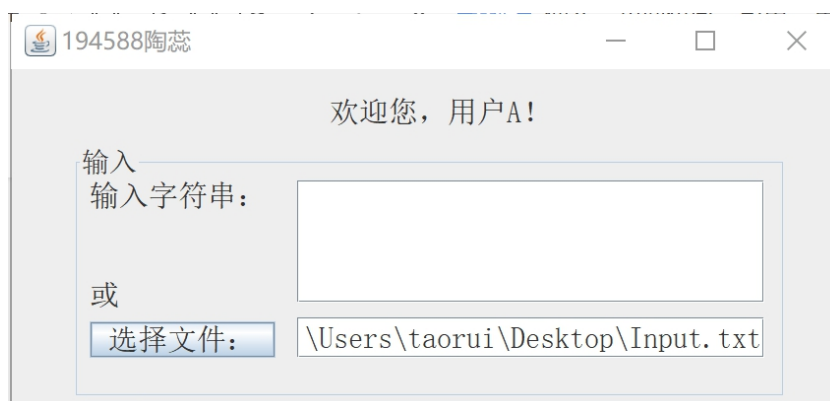 194588陶蕊
欢迎您，用户A！
输入
输入字符串：
或
选择文件：
\Users\taorui\Desktop\Input.txt